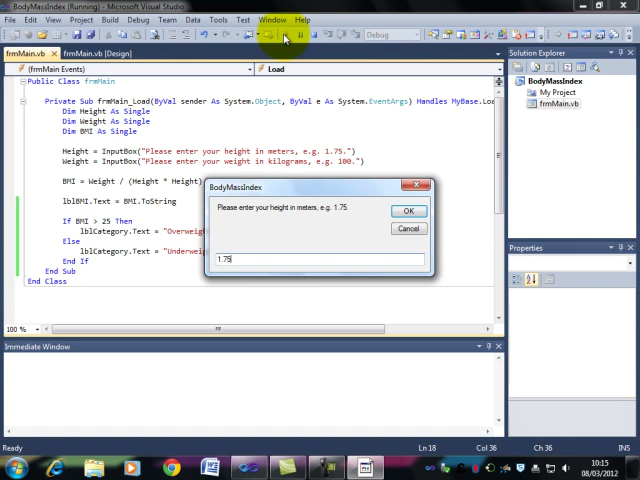 BodyMassIndex (Running) - Microsoft Visual Studio
File Edit View Project Build Debug Team Data Tools Test Window Help
Debug
frmMain.vb frmMain.vb [Design]
(frmMain Events) Load
Public Class frmMain
Private Sub frmMain_Load(ByVal sender As System.Object, ByVal e As System.EventArgs) Handles MyBase.Loa
Dim Height As Single
Dim Weight As Single
Dim BMI As Single
Height = InputBox("Please enter your height in meters, e.g. 1.75.")
Weight = InputBox("Please enter your weight in kilograms, e.g. 100.")
BMI = Weight / (Height * Height)
lblBMI.Text = BMI.ToString
If BMI > 25 Then
lblCategory.Text = "Overweigh
Else
lblCategory.Text = "Underweig
End If
End Sub
End Class
BodyMassIndex
Please enter your height in meters, e.g. 1.75.
OK
Cancel
1.75
100 %
Immediate Window
Solution Explorer
BodyMassIndex
My Project
frmMain.vb
Properties
Ready Ln 18 Col 36 Ch 36 INS
10:15
08/03/2012